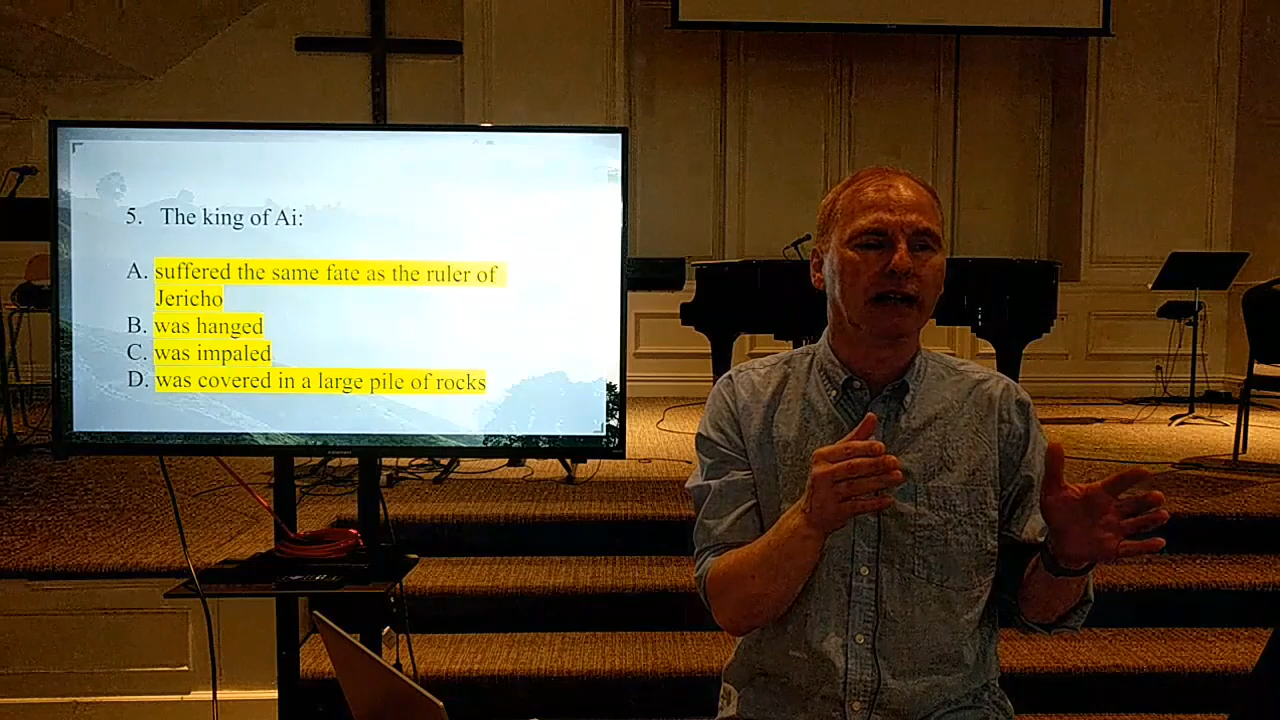 5. The king of Ai:
A. suffered the same fate as the ruler of
Jericho
B. was hanged
C. was impaled
D. was covered in a large pile of rocks